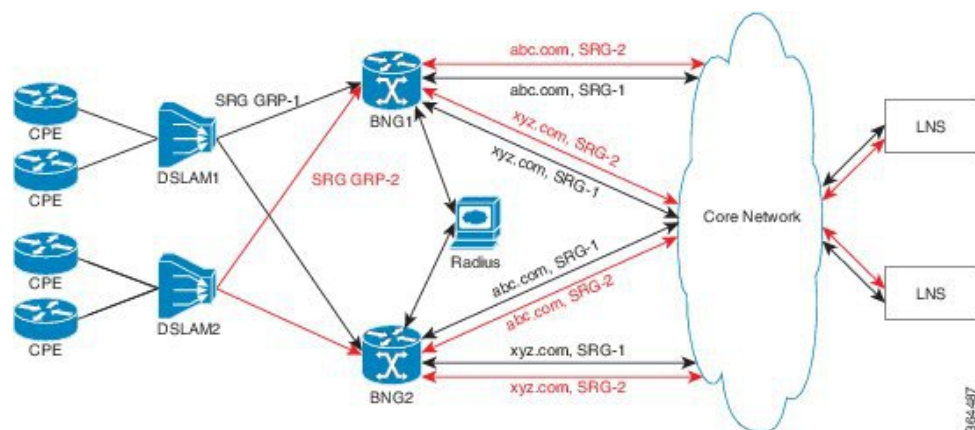 abc.com, SRG-2
abc.com, SRG-1
SRG GRP-1
CPE
BNG1
xyz.com, SRG-2
xyz.com, SRG-1
LNS
CPE
DSLAM1
SRG GRP-2
Core Network
Radius
CPE
abc.com, SRG-1
abc.com, SRG-2
LNS
CPE
DSLAM2
xyz.com, SRG-1
xyz.com, SRG-2
BNG2
364487